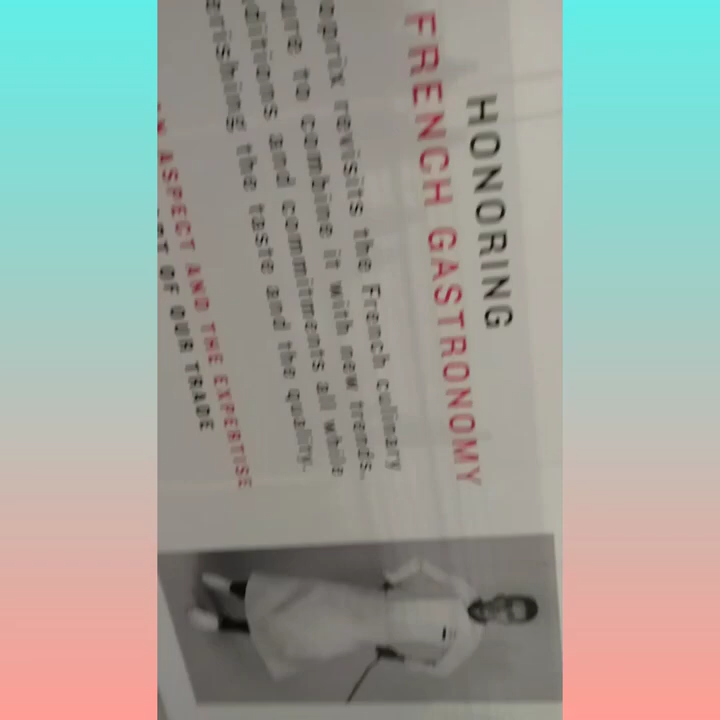 HONORING
FRENCH GASTRONOMY
revisits the French culinary
to combine it with new trends,
and commitments all while
the taste and the quality.
ASPECT AND THE EXPERTISE
OF OUR TRADE